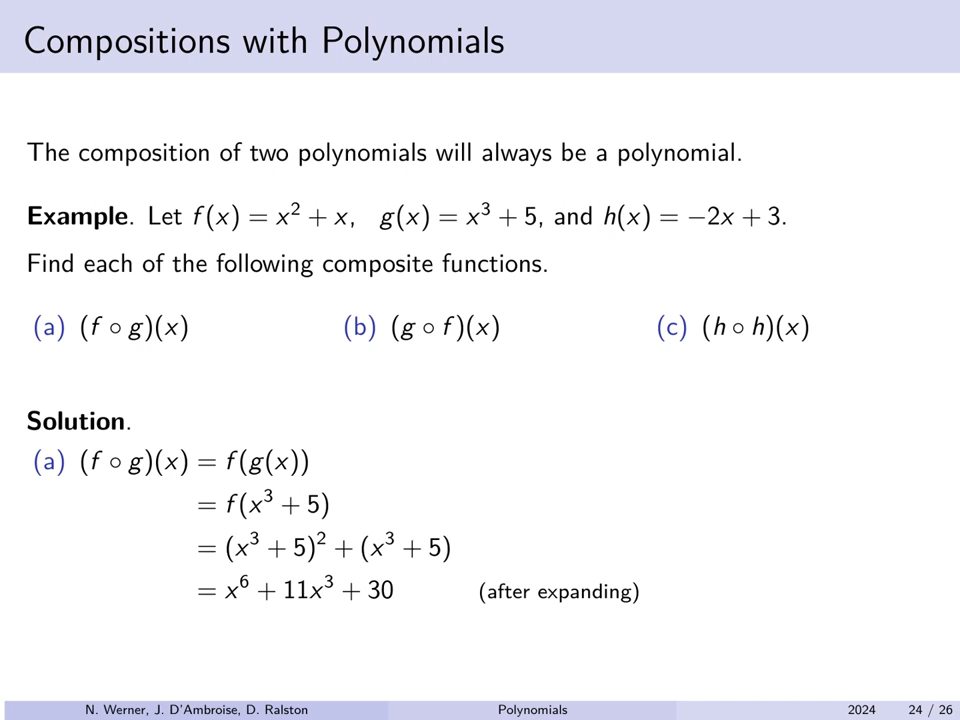 Compositions with Polynomials
The composition of two polynomials will always be a polynomial.
Example. Let f(x) = x² + x, g(x) = x³ + 5, and h(x) = −2x + 3.
Find each of the following composite functions.
(a) (f ∘ g)(x) (b) (g ∘ f)(x) (c) (h ∘ h)(x)
Solution.
(a) (f ∘ g)(x) = f(g(x))
= f(x³ + 5)
= (x³ + 5)² + (x³ + 5)
= x⁶ + 11x³ + 30 (after expanding)
N. Werner, J. D'Ambroise, D. Ralston Polynomials 2024 24 / 26